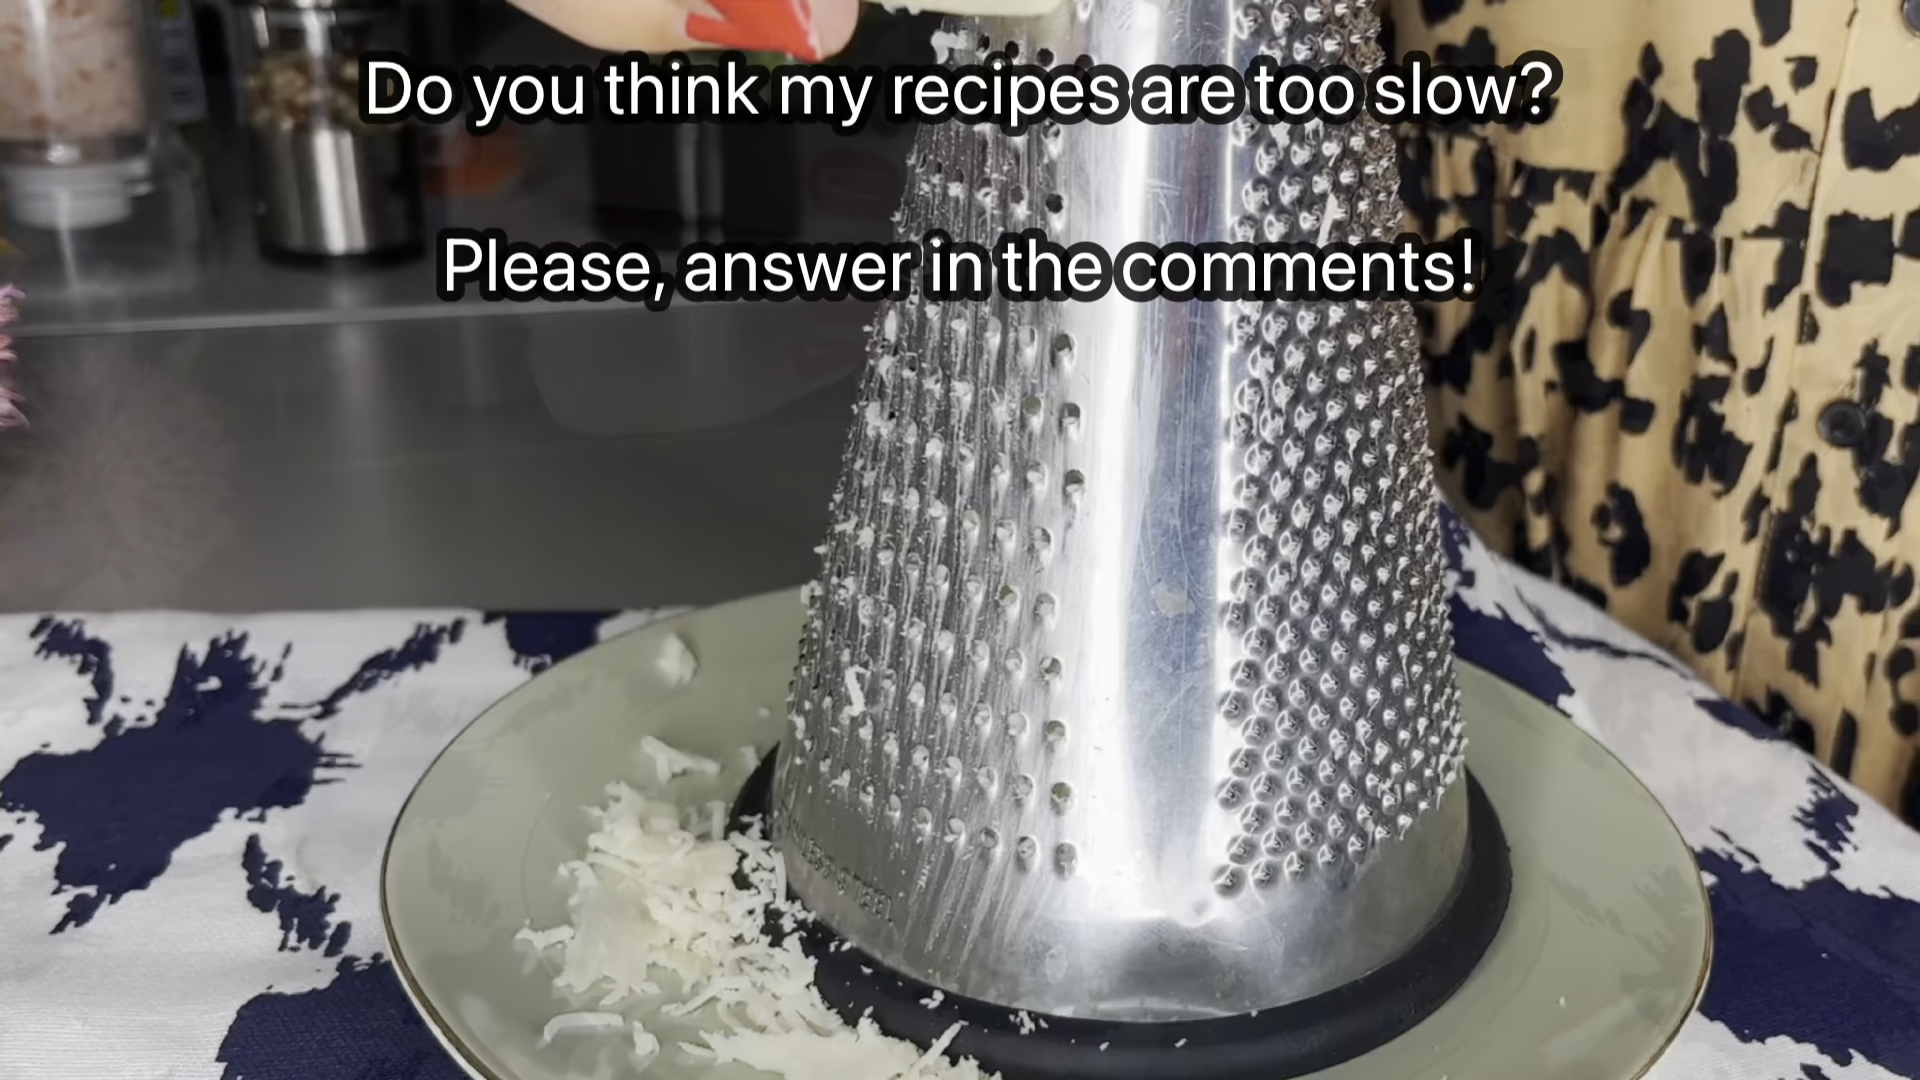 Do you think my recipes are too slow?
Please, answer in the comments!